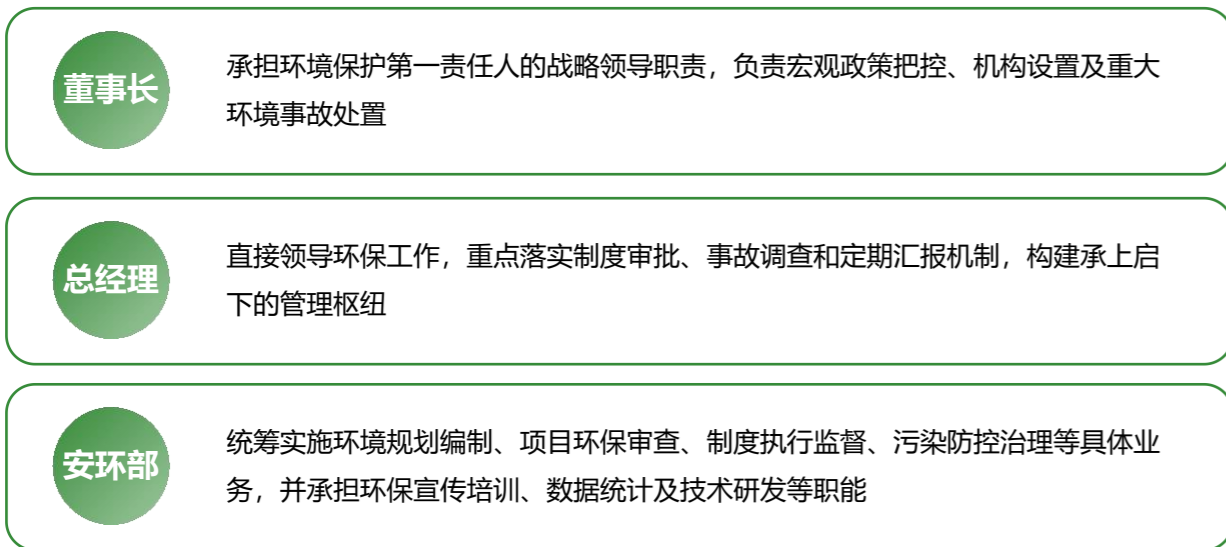 董事长
承担环境保护第一责任人的战略领导职责，负责宏观政策把控、机构设置及重大
环境事故处置
总经理
直接领导环保工作，重点落实制度审批、事故调查和定期汇报机制，构建承上启
下的管理枢纽
安环部
统筹实施环境规划编制、项目环保审查、制度执行监督、污染防控治理等具体业
务，并承担环保宣传培训、数据统计及技术研发等职能